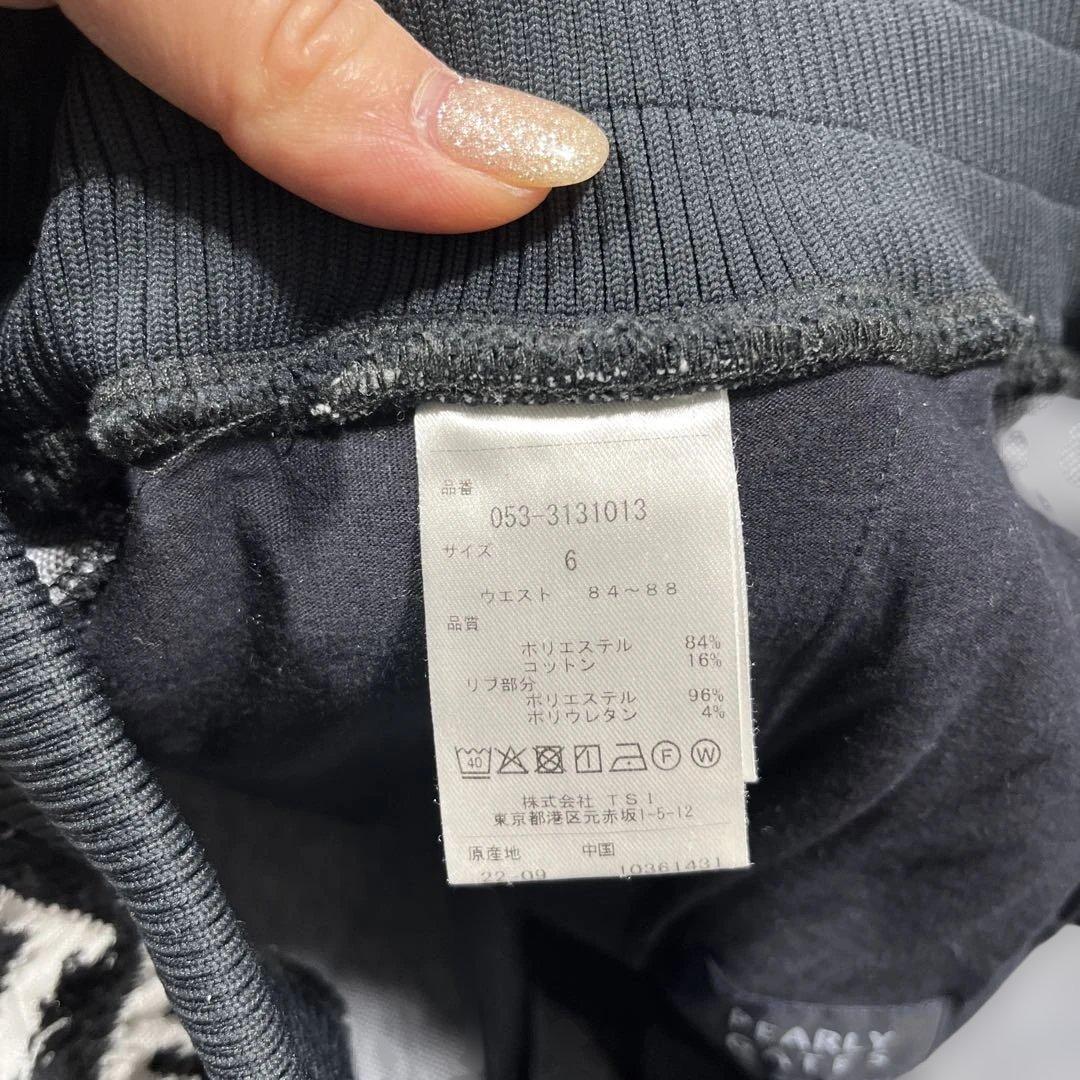 品番
053-3131013
サイズ
6
ウエスト 84～88
品質
ポリエステル 84%
コットン 16%
リブ部分
ポリエステル 96%
ポリウレタン 4%
40 F W
株式会社 TSI
東京都港区元赤坂1-5-12
原産地 中国
22-09 10361431
PEARLY
GATES